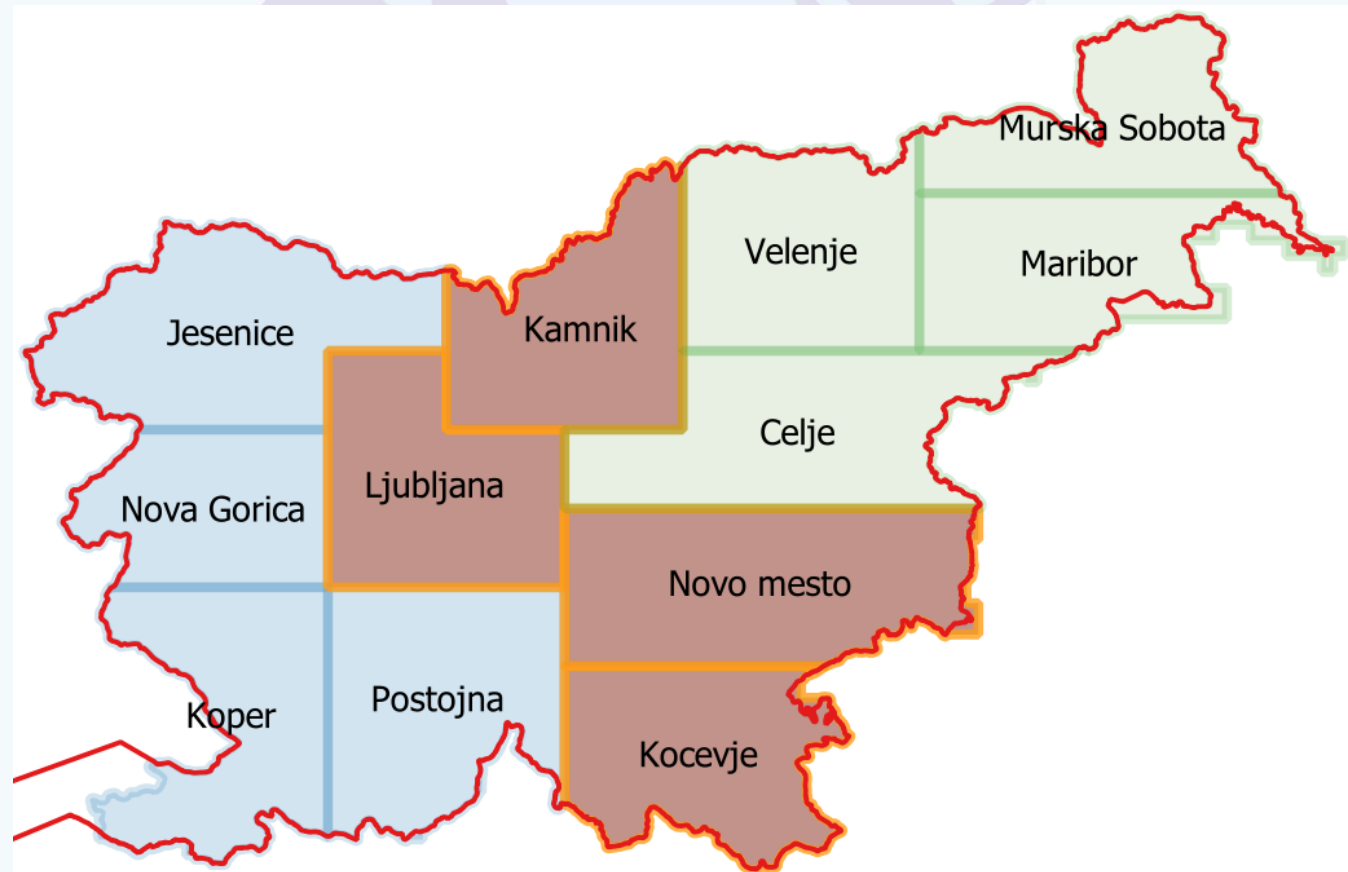 Murska Sobota
Velenje
Maribor
Jesenice
Kamnik
Celje
Ljubljana
Nova Gorica
Novo mesto
Postojna
Koper
Kocevje